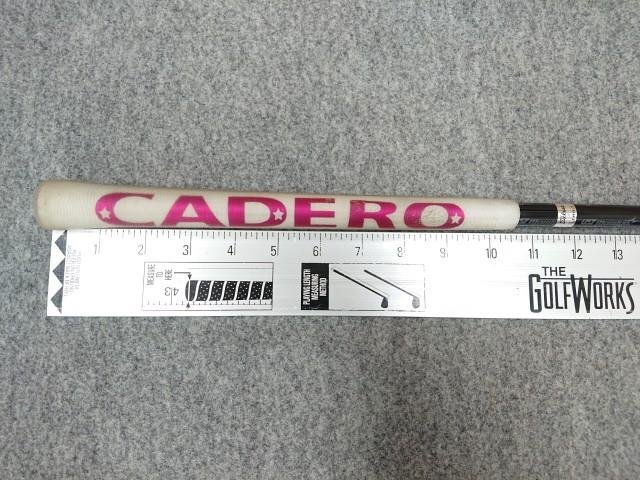 CADERO
1 2 3 4 5 6 7 8 9 10 11 12 13
MEASURE
TO
HERE
43
PLAYING LENGTH
MEASURING
METHOD
THE
GOLFWORKS